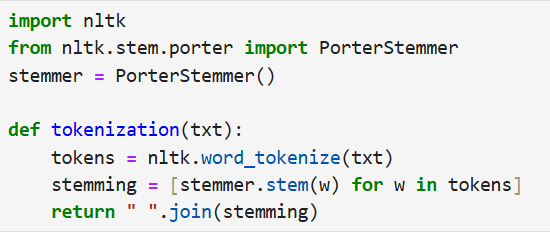 import nltk
from nltk.stem.porter import PorterStemmer
stemmer = PorterStemmer()

def tokenization(txt):
    tokens = nltk.word_tokenize(txt)
    stemming = [stemmer.stem(w) for w in tokens]
    return " ".join(stemming)